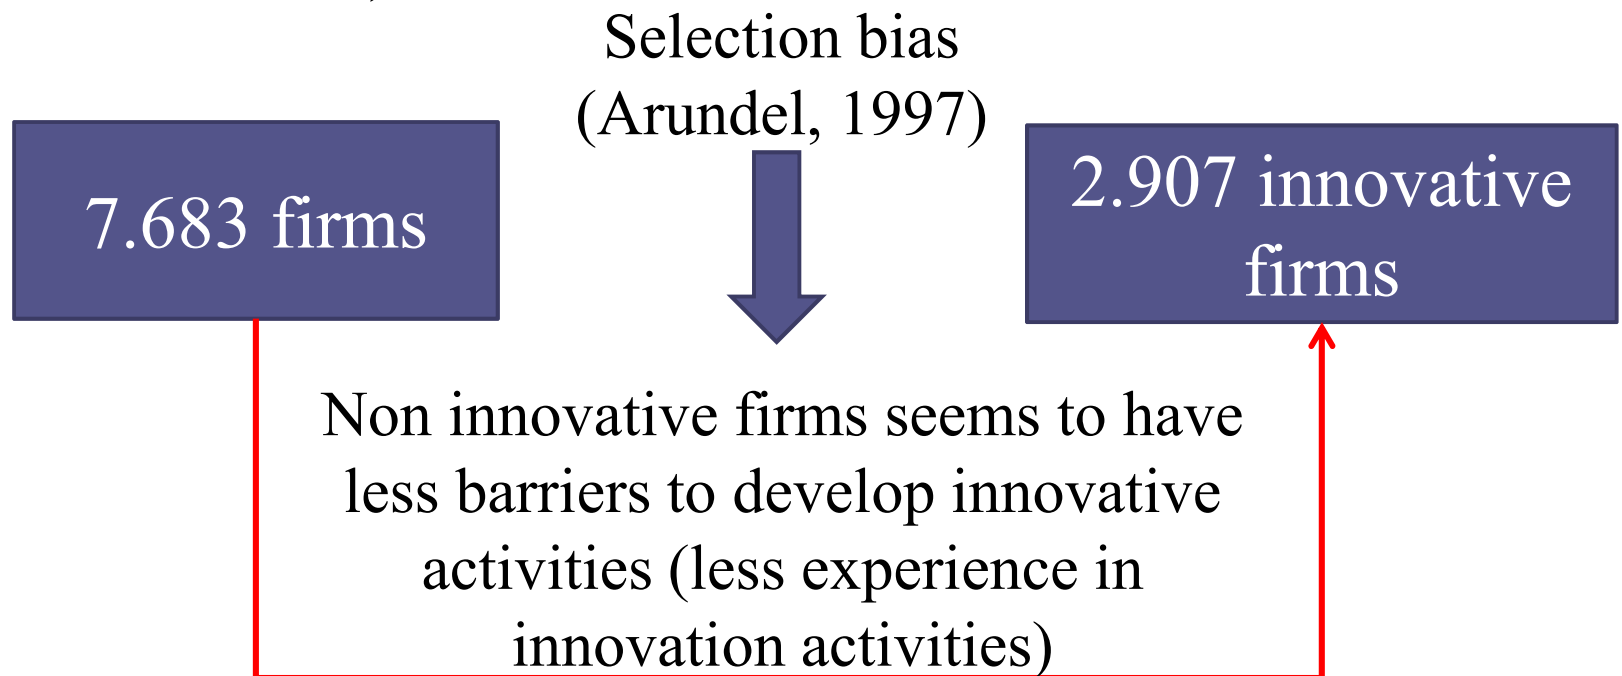 Selection bias
(Arundel, 1997)
7.683 firms
2.907 innovative
firms
Non innovative firms seems to have
less barriers to develop innovative
activities (less experience in
innovation activities)